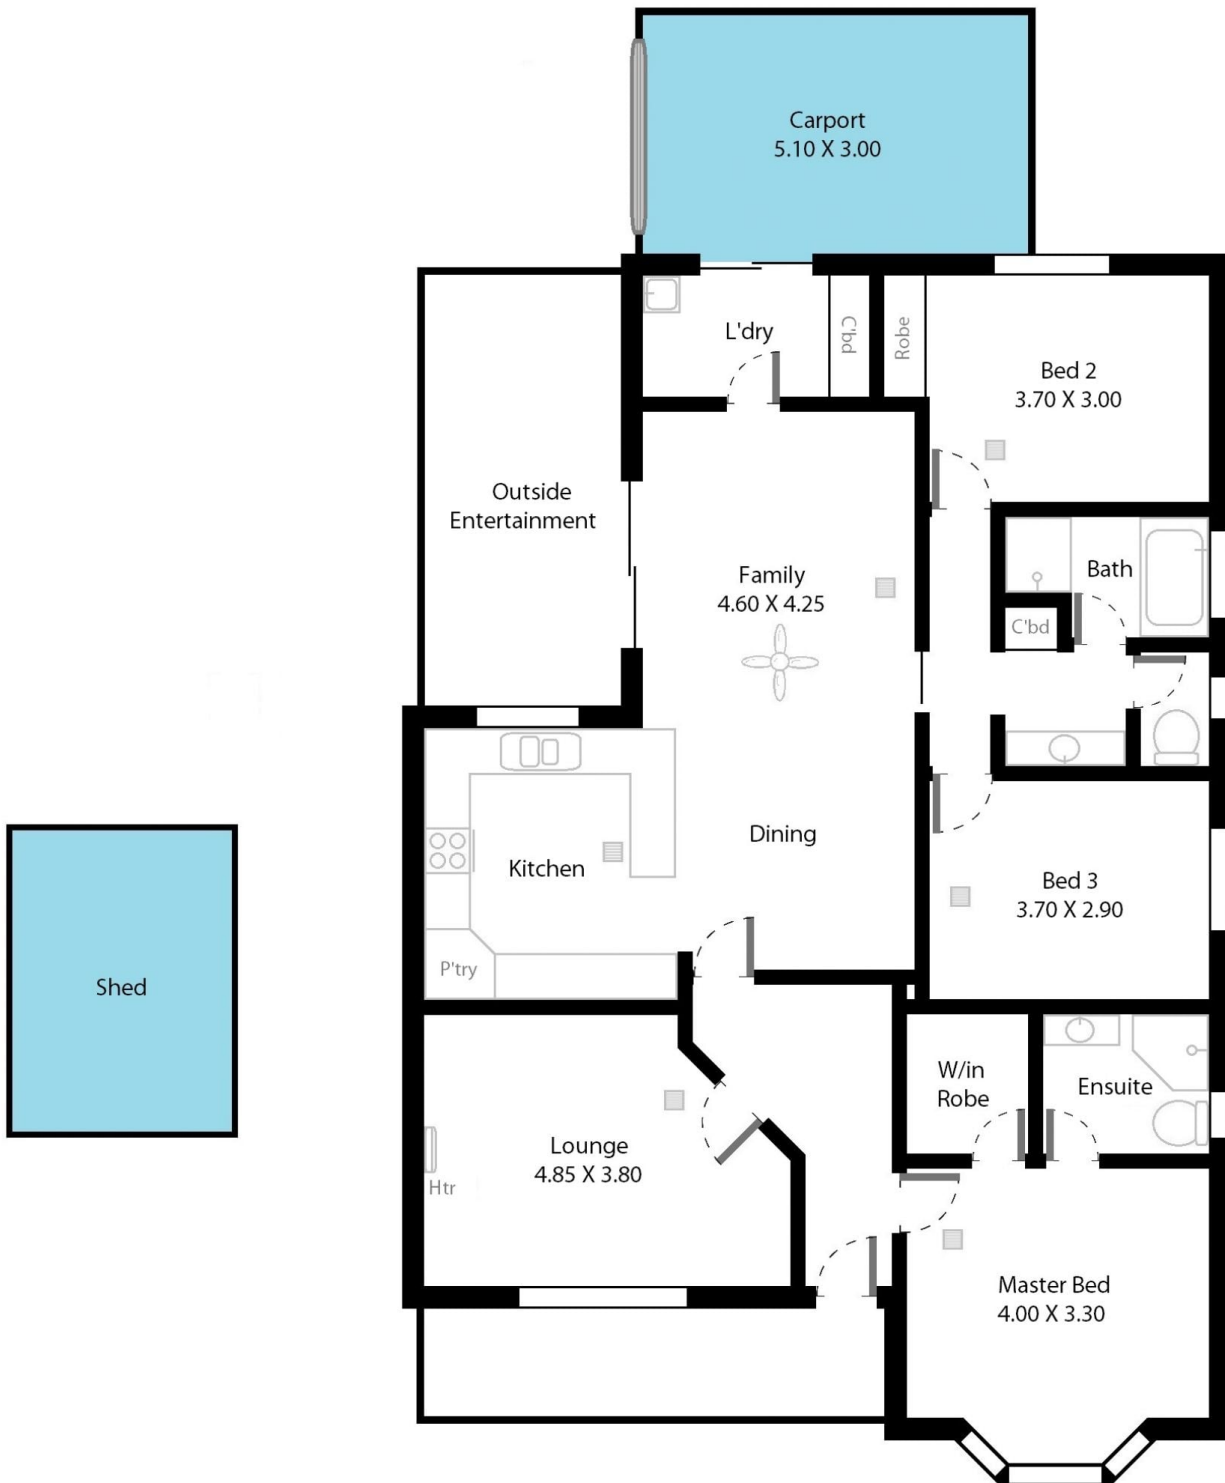 Carport
5.10 X 3.00
L'dry
C'bd
Robe
Bed 2
3.70 X 3.00
Outside
Entertainment
Family
4.60 X 4.25
Bath
C'bd
Dining
Kitchen
Bed 3
3.70 X 2.90
P'try
Shed
W/in
Robe
Ensuite
Lounge
4.85 X 3.80
Htr
Master Bed
4.00 X 3.30